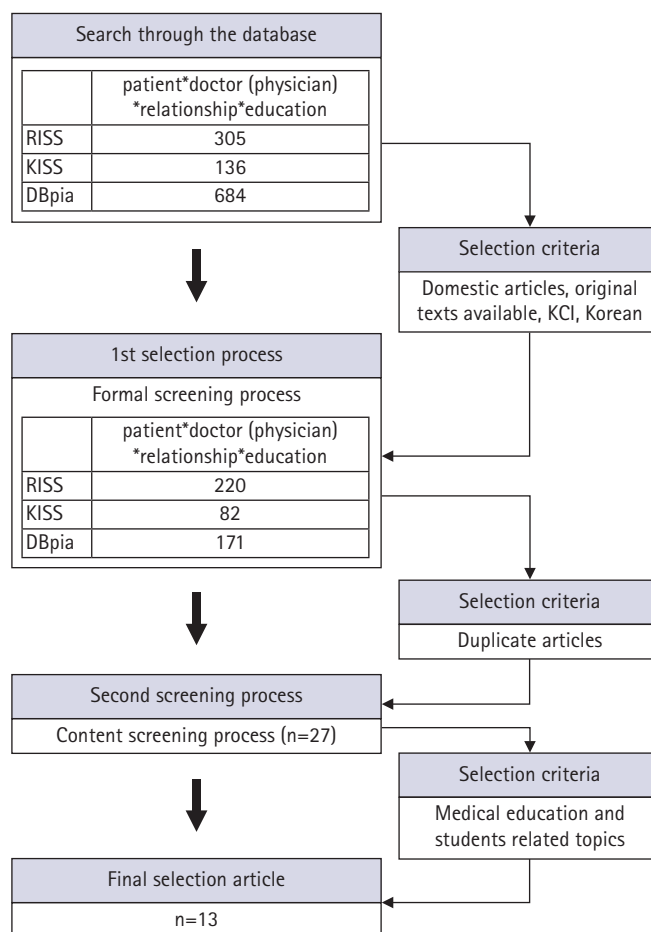 Search through the database
patient*doctor (physician)
*relationship*education
RISS 305
KISS 136
DBpia 684
Selection criteria
Domestic articles, original
texts available, KCI, Korean
1st selection process
Formal screening process
patient*doctor (physician)
*relationship*education
RISS 220
KISS 82
DBpia 171
Selection criteria
Duplicate articles
Second screening process
Content screening process (n=27)
Selection criteria
Medical education and
students related topics
Final selection article
n=13